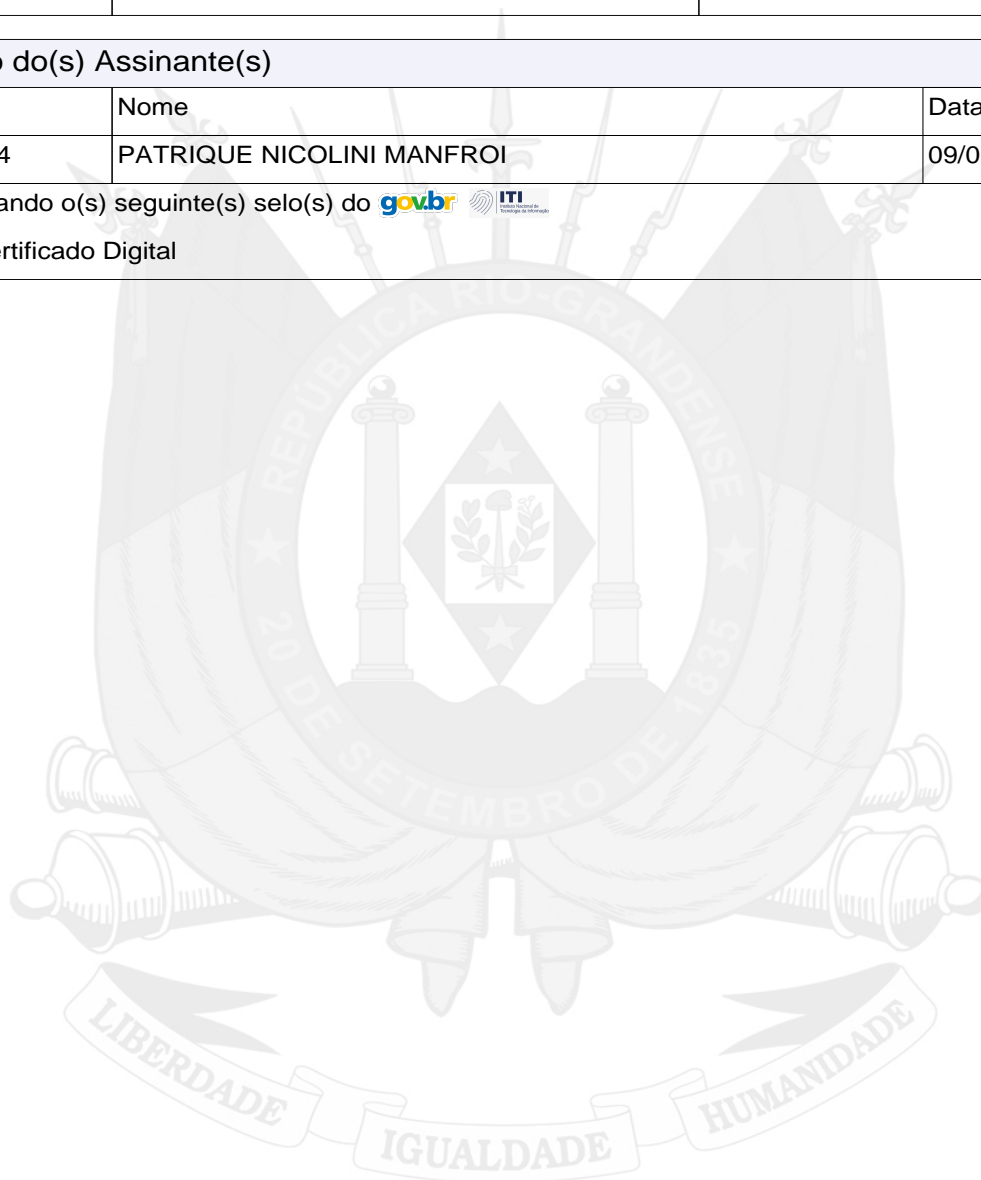 o do(s) Assinante(s)
Nome Data
4 PATRIQUE NICOLINI MANFROI 09/0
ando o(s) seguinte(s) selo(s) do gov.br ITI
rtificado Digital
REPÚBLICA RIO-GRANDENSE
20 DE SETEMBRO DE 1835
LIBERDADE IGUALDADE HUMANIDADE